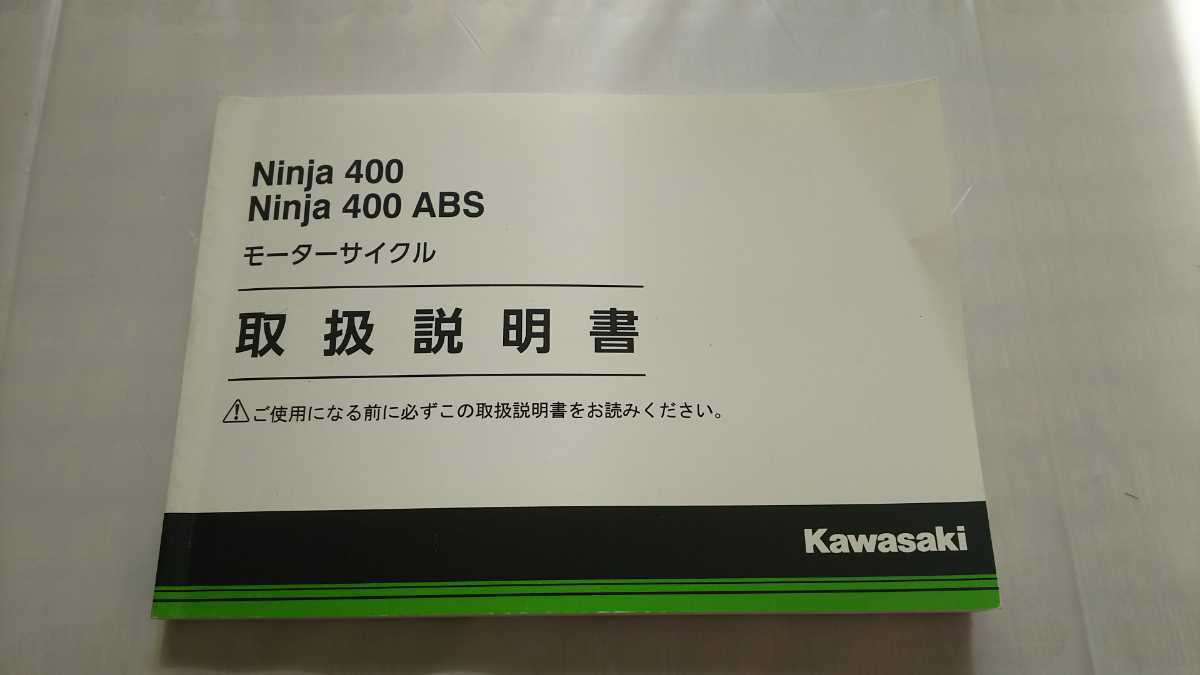 Ninja 400
Ninja 400 ABS
モーターサイクル
取扱説明書
⚠ご使用になる前に必ずこの取扱説明書をお読みください。
Kawasaki